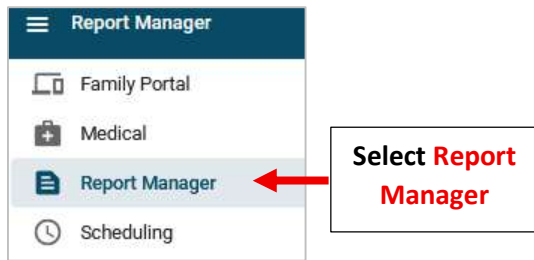 Report Manager
Family Portal
Medical
Report Manager
Scheduling
Select Report
Manager